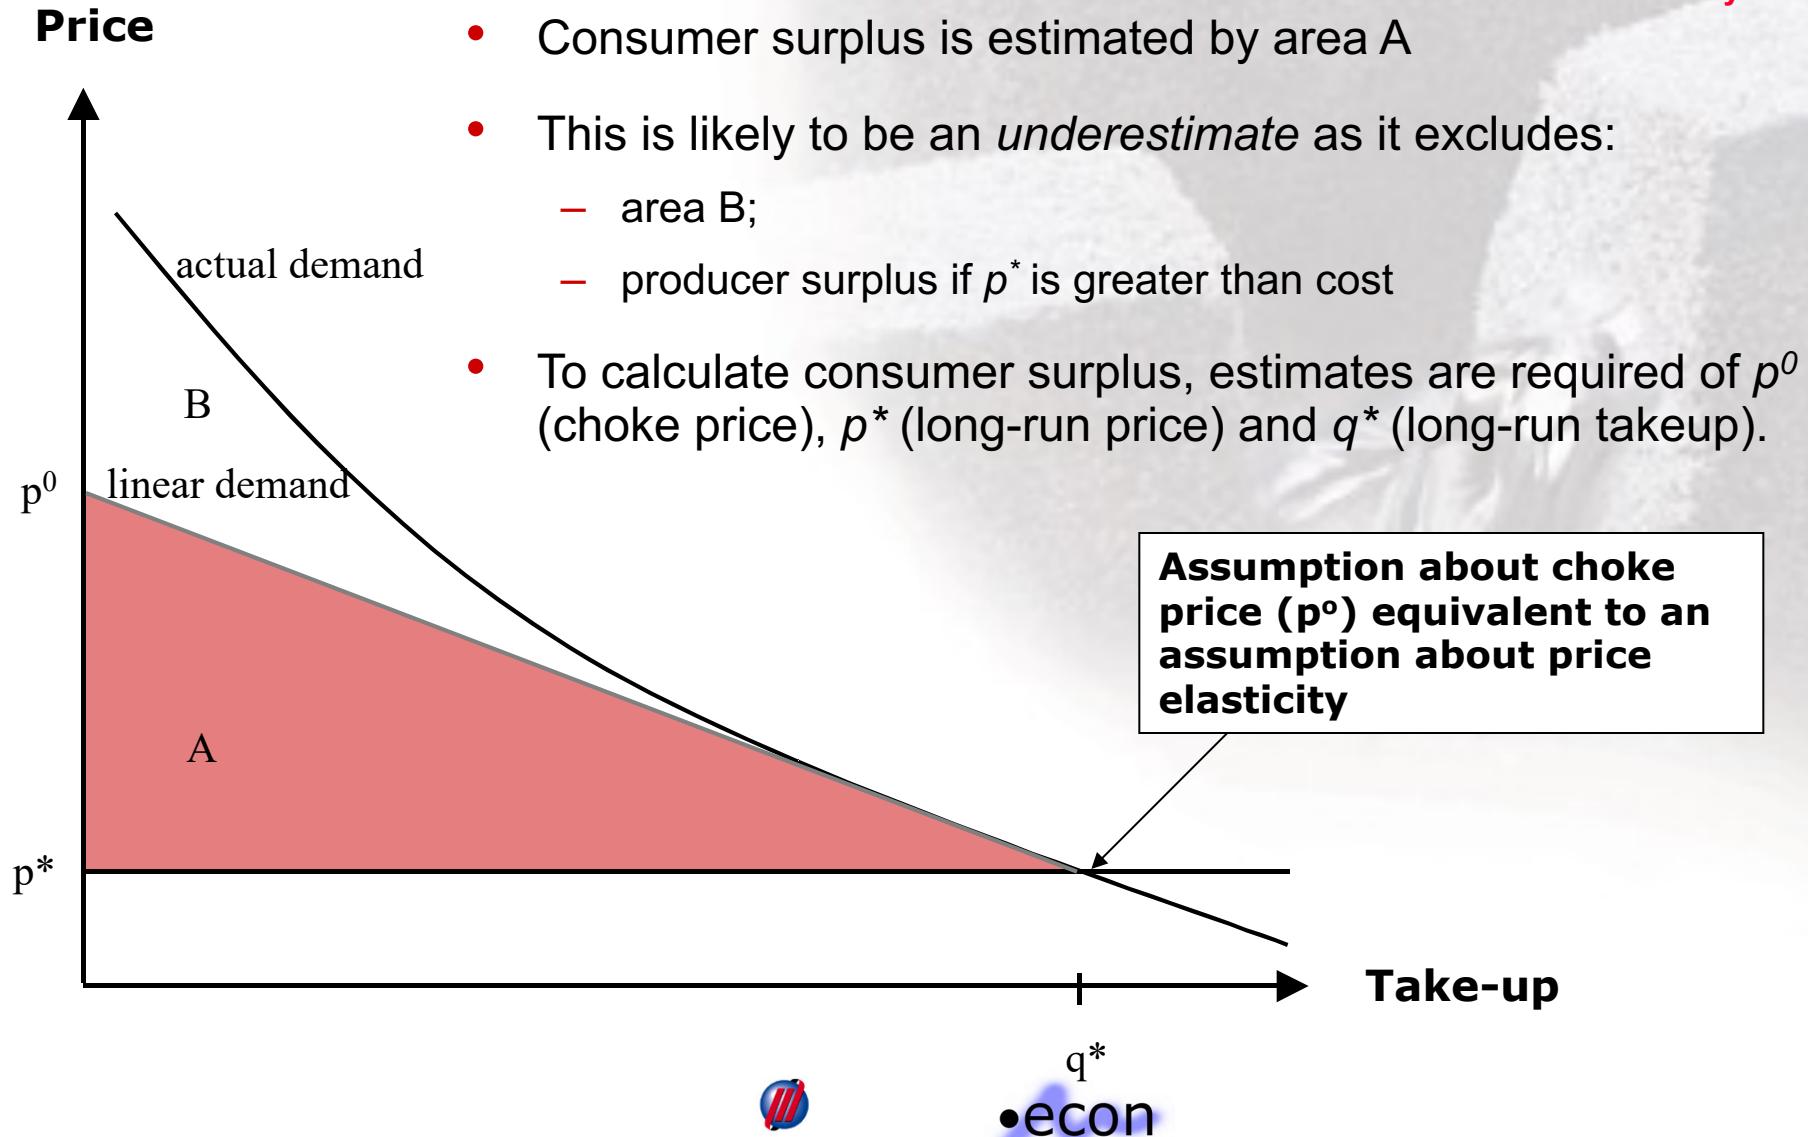 Price
• Consumer surplus is estimated by area A
• This is likely to be an underestimate as it excludes:
– area B;
– producer surplus if p* is greater than cost
• To calculate consumer surplus, estimates are required of p⁰
(choke price), p* (long-run price) and q* (long-run takeup).
actual demand
B
linear demand
p⁰
A
p*
Assumption about choke
price (pᵒ) equivalent to an
assumption about price
elasticity
Take-up
q*
•econ